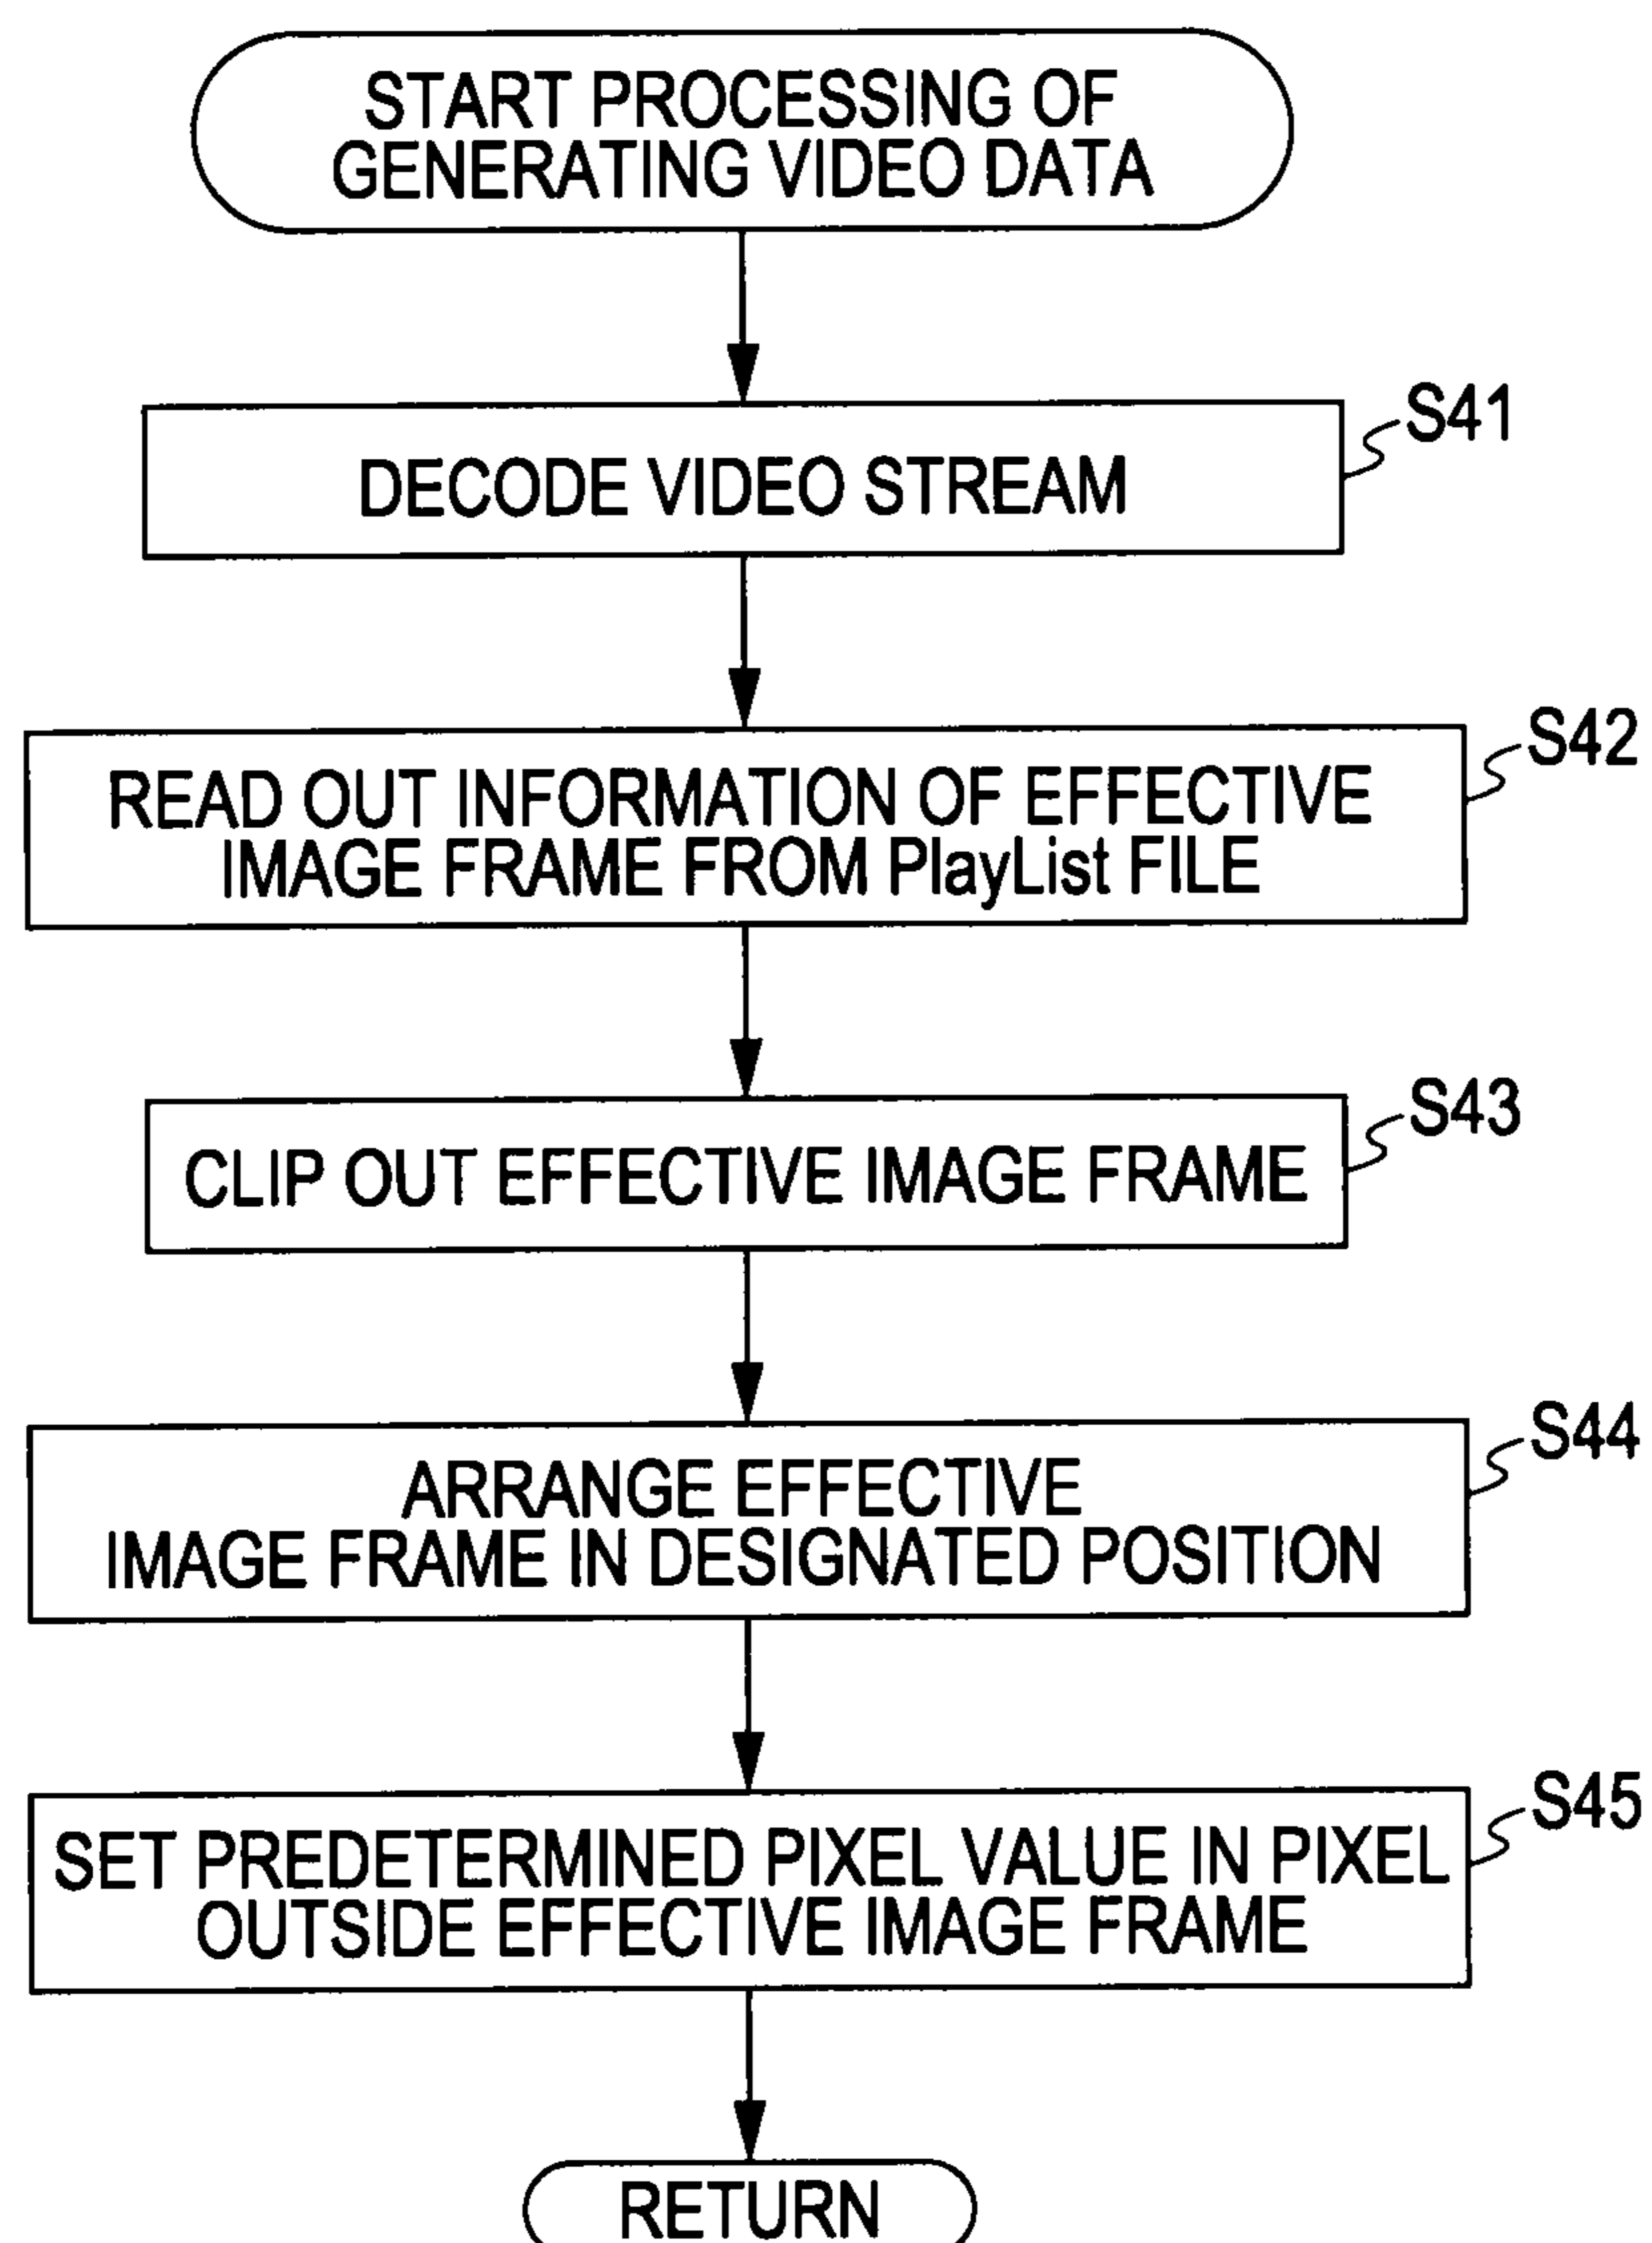 START PROCESSING OF
GENERATING VIDEO DATA
S41
DECODE VIDEO STREAM
S42
READ OUT INFORMATION OF EFFECTIVE
IMAGE FRAME FROM PlayList FILE
S43
CLIP OUT EFFECTIVE IMAGE FRAME
S44
ARRANGE EFFECTIVE
IMAGE FRAME IN DESIGNATED POSITION
S45
SET PREDETERMINED PIXEL VALUE IN PIXEL
OUTSIDE EFFECTIVE IMAGE FRAME
RETURN